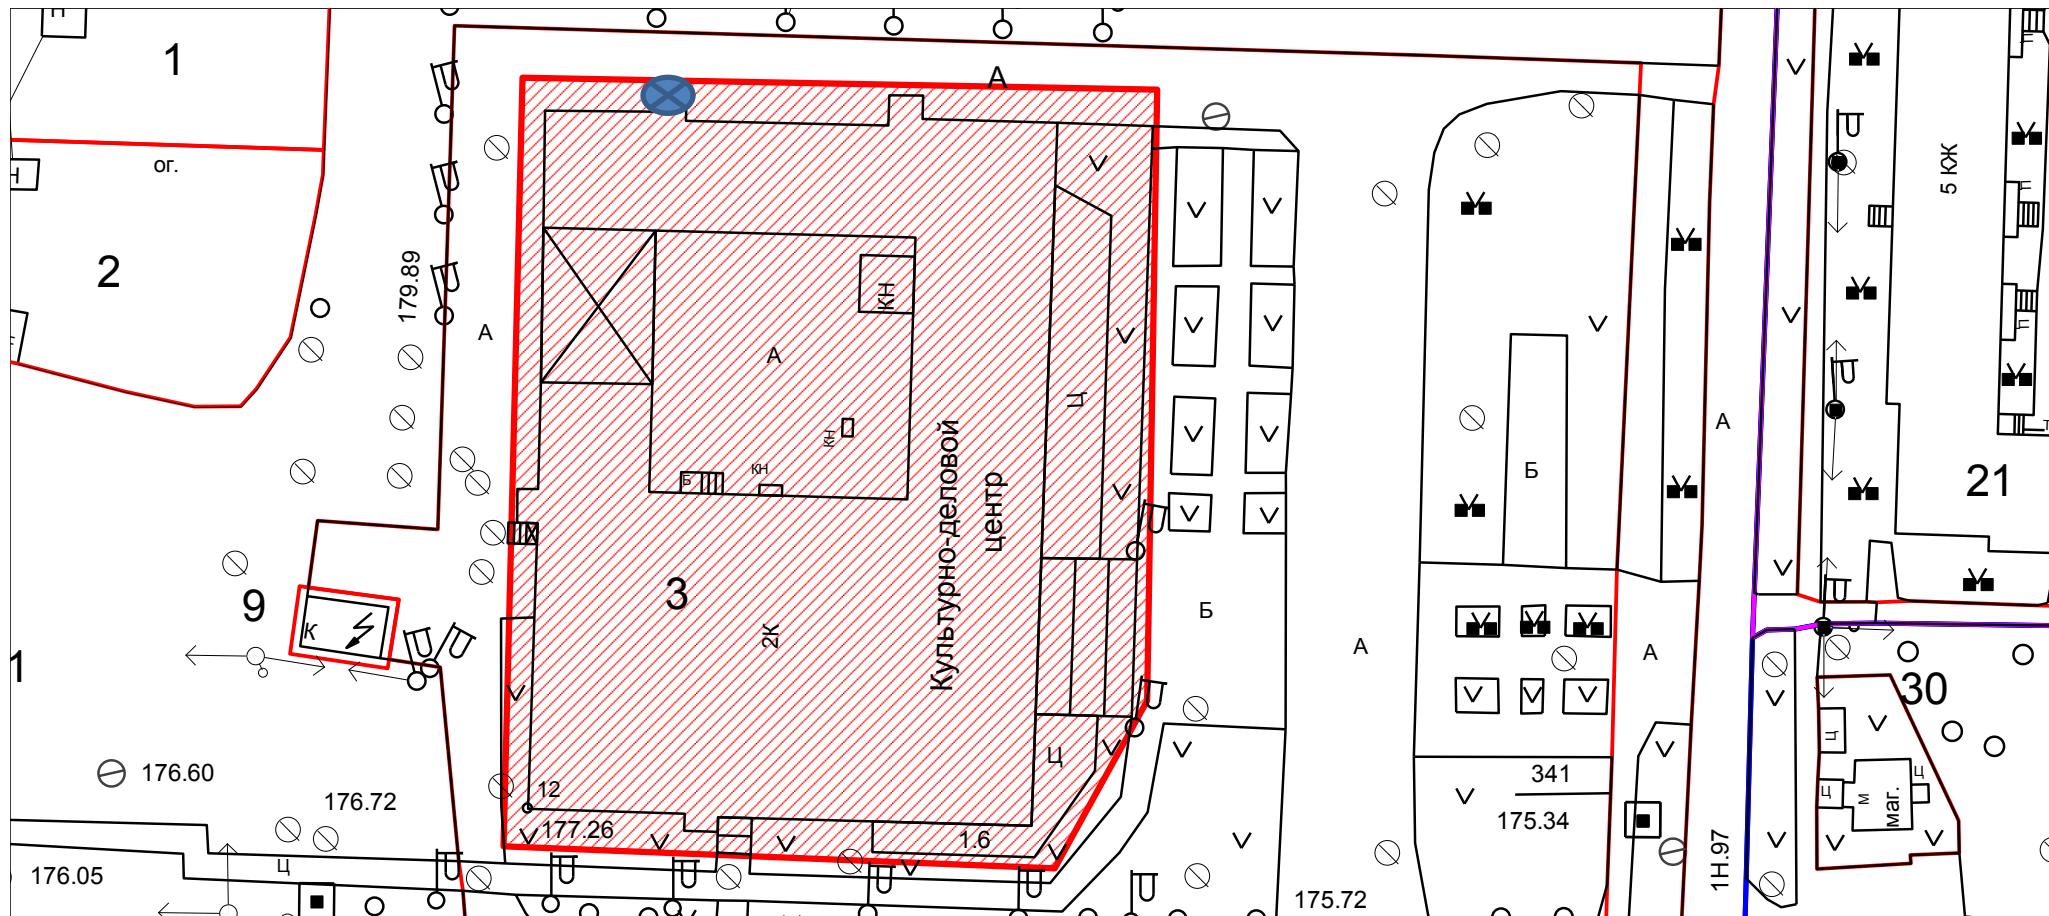 Н
1
А
ог.
Н
2
179.89
А
А
КН
Ц
КН
КН
Б
Культурно-деловой
центр
3
2К
9
К
1
Б
А
Б
А
А
5 КЖ
П
П
П
21
30
176.60
176.72
12
177.26
1.6
Ц
176.05
Ц
341
175.34
175.72
1Н.97
Ц
Ц
Ц
М
маг.